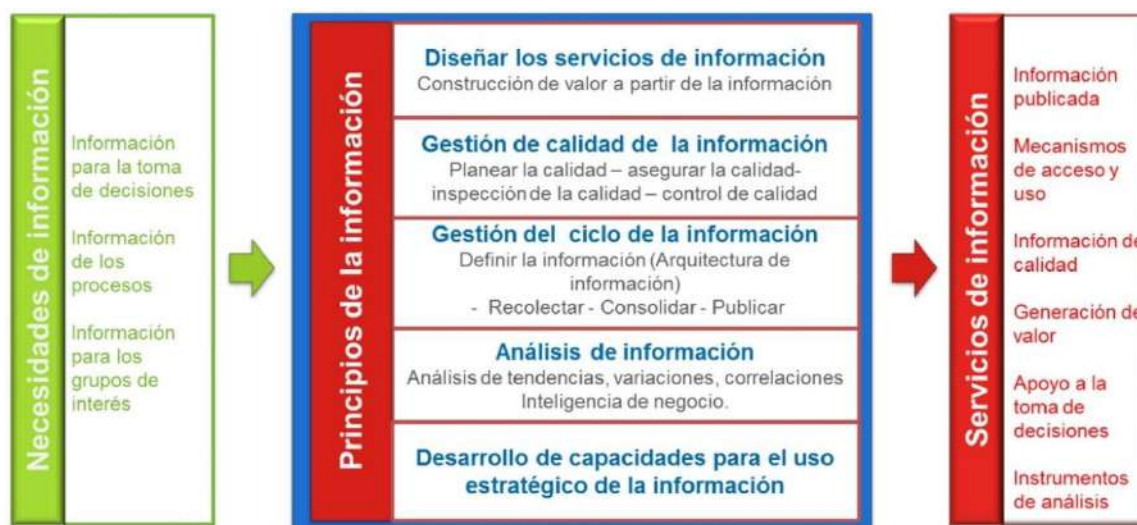 Necesidades de información
Información
para la toma
de decisiones
Información
de los
procesos
Información
para los
grupos de
interés
Principios de la información
Diseñar los servicios de información
Construcción de valor a partir de la información
Gestión de calidad de la información
Planear la calidad – asegurar la calidad-
inspección de la calidad – control de calidad
Gestión del ciclo de la información
Definir la información (Arquitectura de
información)
- Recolectar - Consolidar - Publicar
Análisis de información
Análisis de tendencias, variaciones, correlaciones
Inteligencia de negocio.
Desarrollo de capacidades para el uso
estratégico de la información
Servicios de información
Información
publicada
Mecanismos
de acceso y
uso
Información de
calidad
Generación de
valor
Apoyo a la
toma de
decisiones
Instrumentos
de análisis